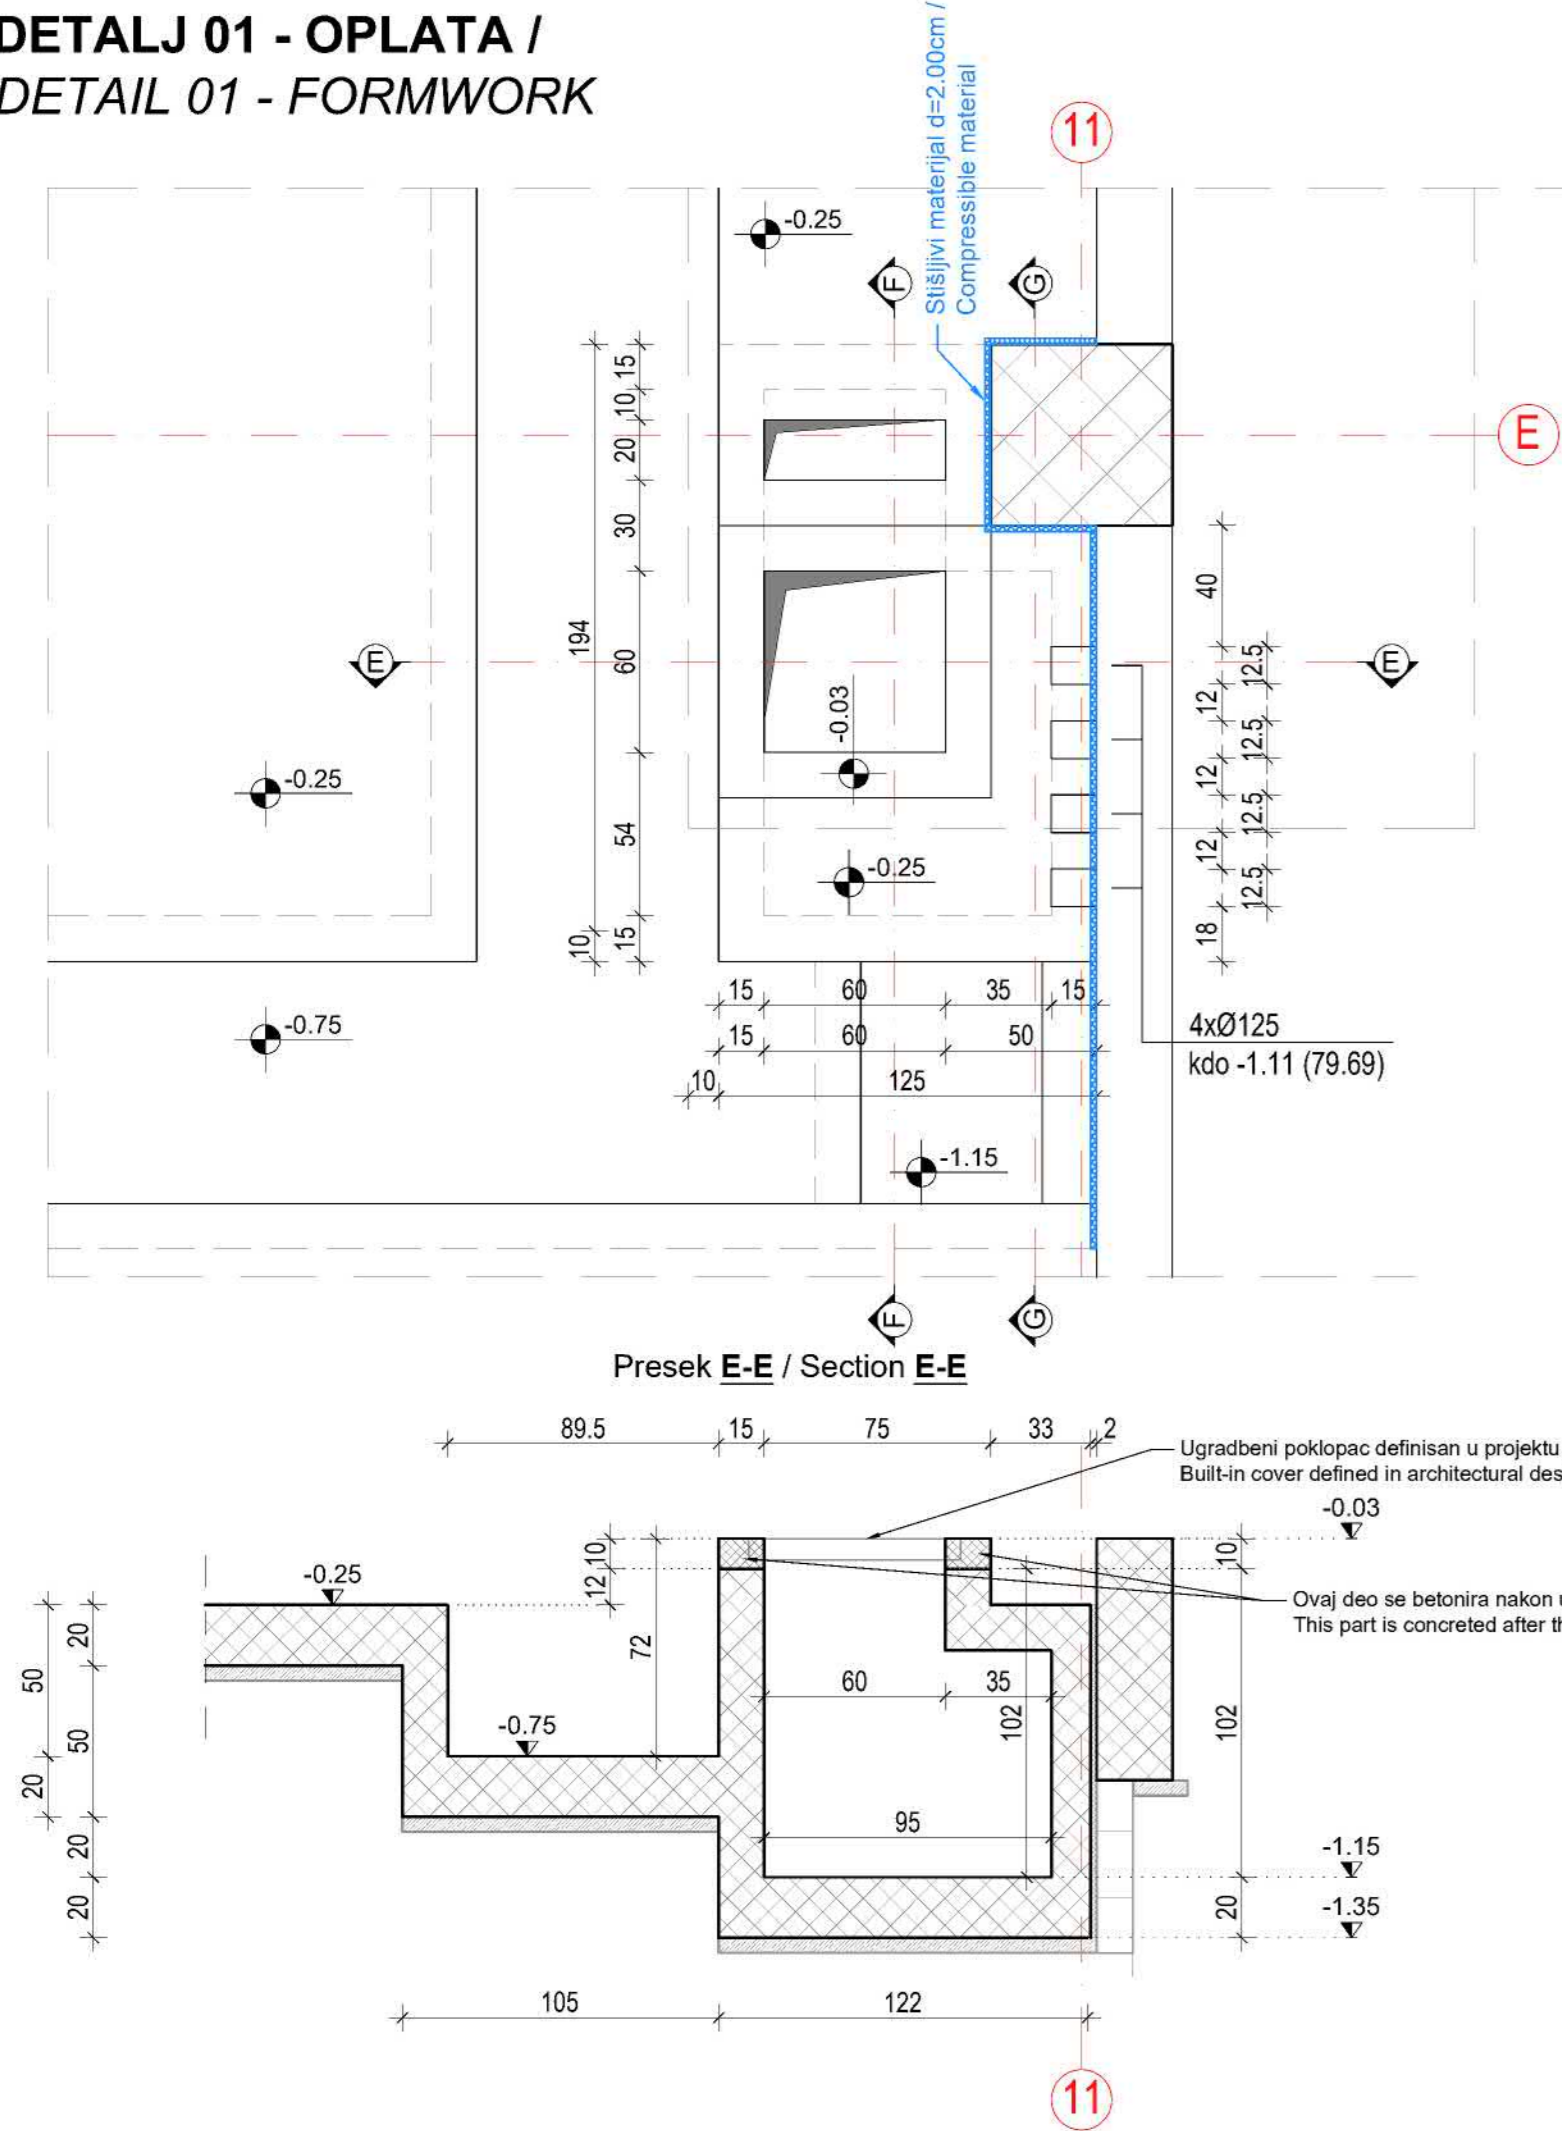 DETALJ 01 - OPLATA /
DETAIL 01 - FORMWORK
Stišljivi materijal d=2.00cm /
Compressible material
11
-0.25
F
G
15
10
20
30
60
54
15
194
10
E
E
E
-0.03
-0.25
-0.25
-0.75
40
12.5
12
12.5
12
12.5
12
12.5
18
15 60 35 15
15 60 50
10 125
4xØ125
kdo -1.11 (79.69)
-1.15
F
G
Presek E-E / Section E-E
89.5 15 75 33 2
Ugradbeni poklopac definisan u projektu
Built-in cover defined in architectural des
-0.03
10
12
10
-0.25
Ovaj deo se betonira nakon
This part is concreted after
20
50
72
60 35
50
-0.75
102
102
20
95
20
-1.15
20
20
-1.35
105 122
11